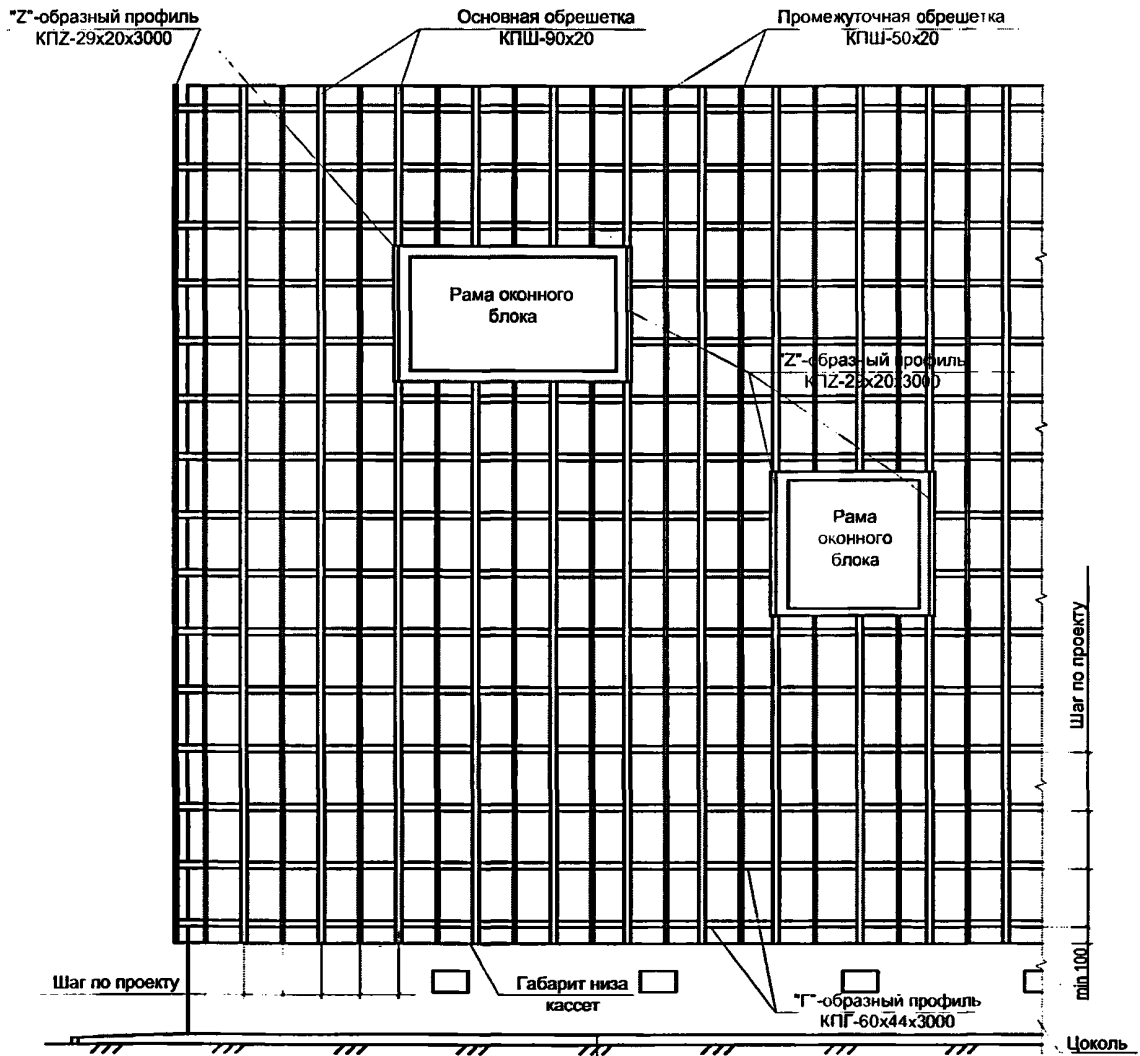 "Z"-образный профиль
КПZ-29x20x3000
Основная обрешетка
КПШ-90x20
Промежуточная обрешетка
КПШ-50x20
Рама оконного
блока
"Z"-образный профиль
КПZ-29x20x3000
Рама
оконного
блока
Шаг по проекту
min 100
Шаг по проекту
Габарит низа
кассет
"Г"-образный профиль
КПГ-60x44x3000
Цоколь